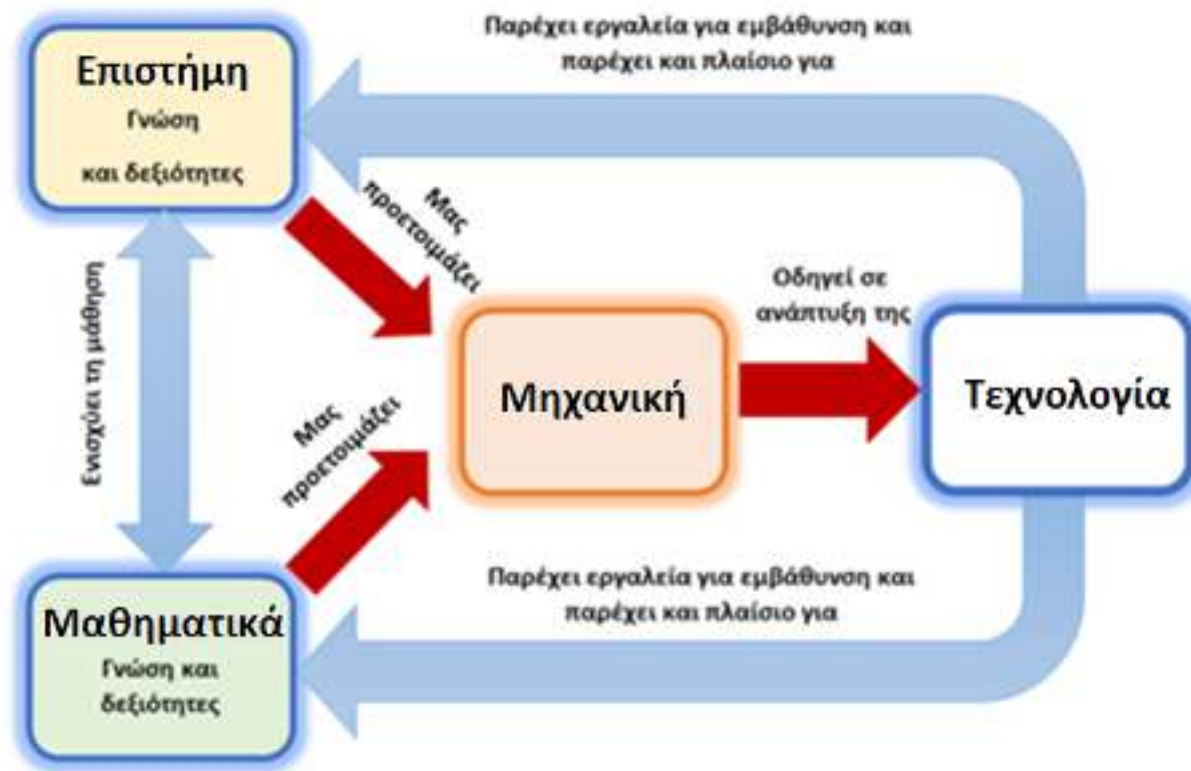 Παρέχει εργαλεία για εμβάθυνση και
παρέχει και πλαίσιο για
Επιστήμη
Γνώση
και δεξιότητες
Μας
προετοιμάζει
Ενισχύει τη μάθηση
Οδηγεί σε
ανάπτυξη της
Μηχανική
Τεχνολογία
Μας
προετοιμάζει
Παρέχει εργαλεία για εμβάθυνση και
παρέχει και πλαίσιο για
Μαθηματικά
Γνώση και
δεξιότητες